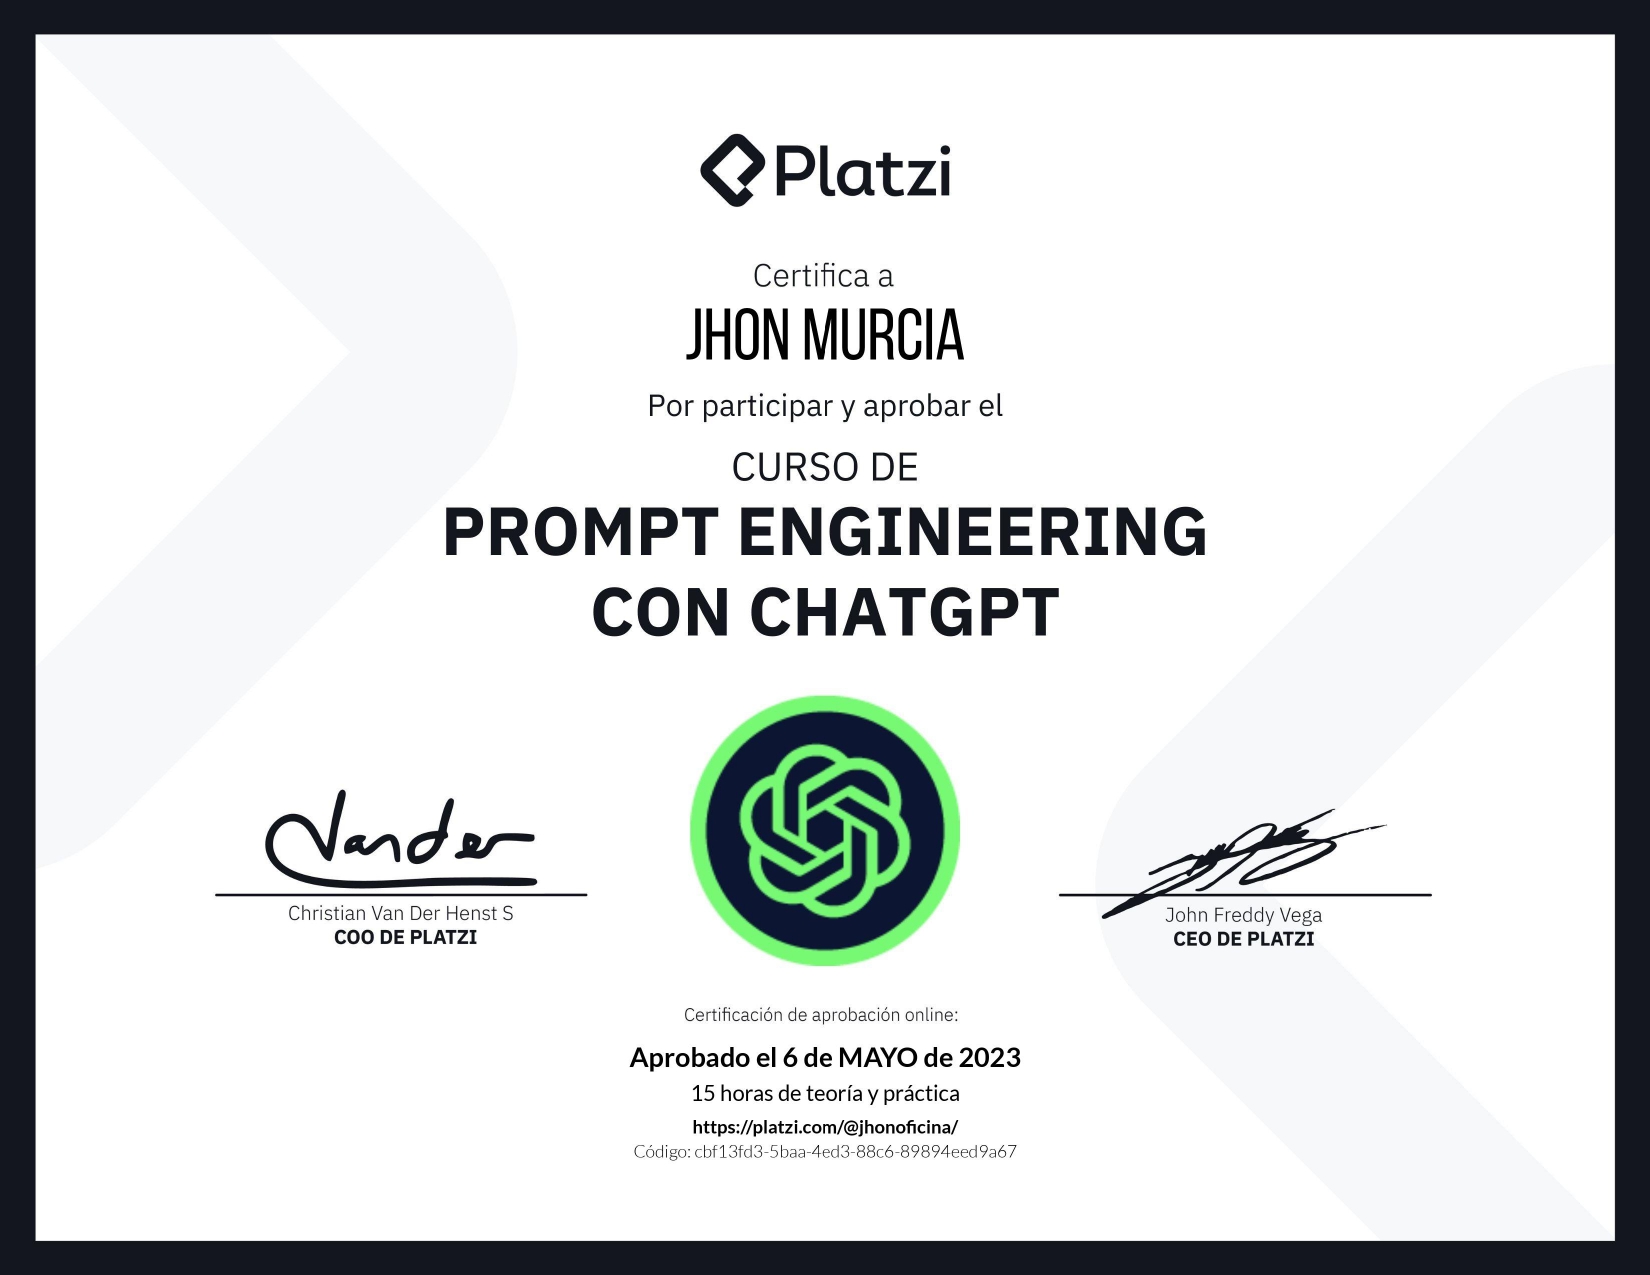 Platzi
Certifica a
JHON MURCIA
Por participar y aprobar el
CURSO DE
PROMPT ENGINEERING
CON CHATGPT
Vander
Christian Van Der Henst S
COO DE PLATZI
John Freddy Vega
CEO DE PLATZI
Certificación de aprobación online:
Aprobado el 6 de MAYO de 2023
15 horas de teoría y práctica
https://platzi.com/@jhonoficina/
Código: cbf13fd3-5baa-4ed3-88c6-89894eed9a67